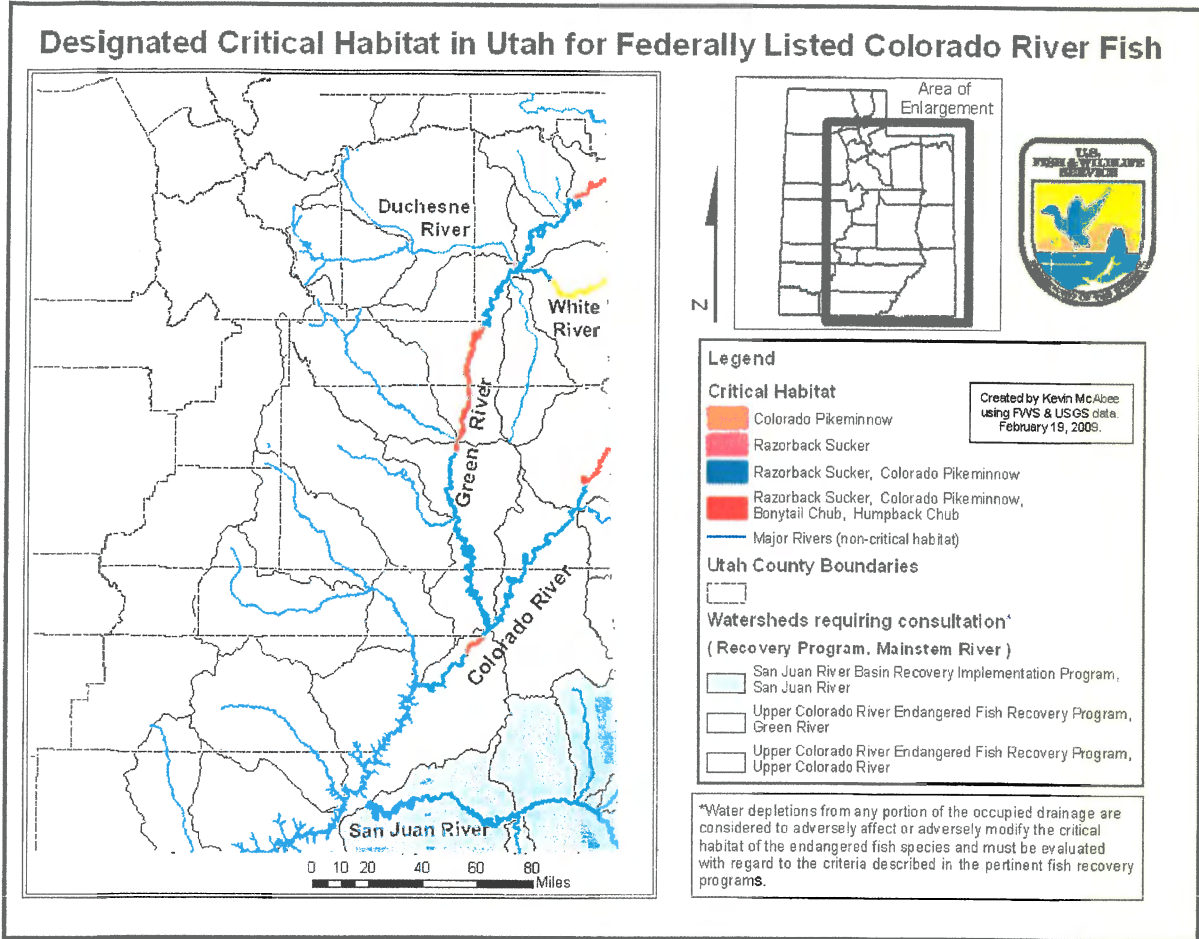 Designated Critical Habitat in Utah for Federally Listed Colorado River Fish
Duchesne
River
White
River
Green River
Colorado River
San Juan River
0 10 20 40 60 80
Miles
Area of
Enlargement
N
U.S.
FISH & WILDLIFE
SERVICE
Legend
Critical Habitat
Created by Kevin McAbee
using FWS & USGS data.
February 19, 2009.
Colorado Pikeminnow
Razorback Sucker
Razorback Sucker, Colorado Pikeminnow
Razorback Sucker, Colorado Pikeminnow,
Bonytail Chub, Humpback Chub
Major Rivers (non-critical habitat)
Utah County Boundaries
Watersheds requiring consultation*
( Recovery Program, Mainstem River )
San Juan River Basin Recovery Implementation Program,
San Juan River
Upper Colorado River Endangered Fish Recovery Program,
Green River
Upper Colorado River Endangered Fish Recovery Program,
Upper Colorado River
*Water depletions from any portion of the occupied drainage are
considered to adversely affect or adversely modify the critical
habitat of the endangered fish species and must be evaluated
with regard to the criteria described in the pertinent fish recovery
programs.